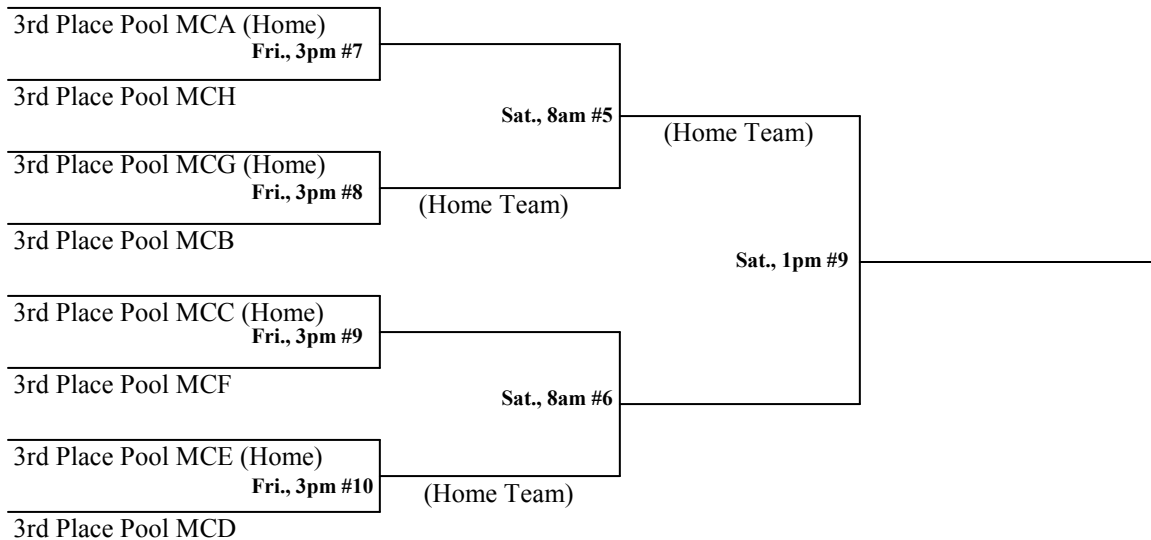 3rd Place Pool MCA (Home)
Fri., 3pm #7
3rd Place Pool MCH
Sat., 8am #5
(Home Team)
3rd Place Pool MCG (Home)
Fri., 3pm #8
(Home Team)
3rd Place Pool MCB
Sat., 1pm #9
3rd Place Pool MCC (Home)
Fri., 3pm #9
3rd Place Pool MCF
Sat., 8am #6
3rd Place Pool MCE (Home)
Fri., 3pm #10
(Home Team)
3rd Place Pool MCD